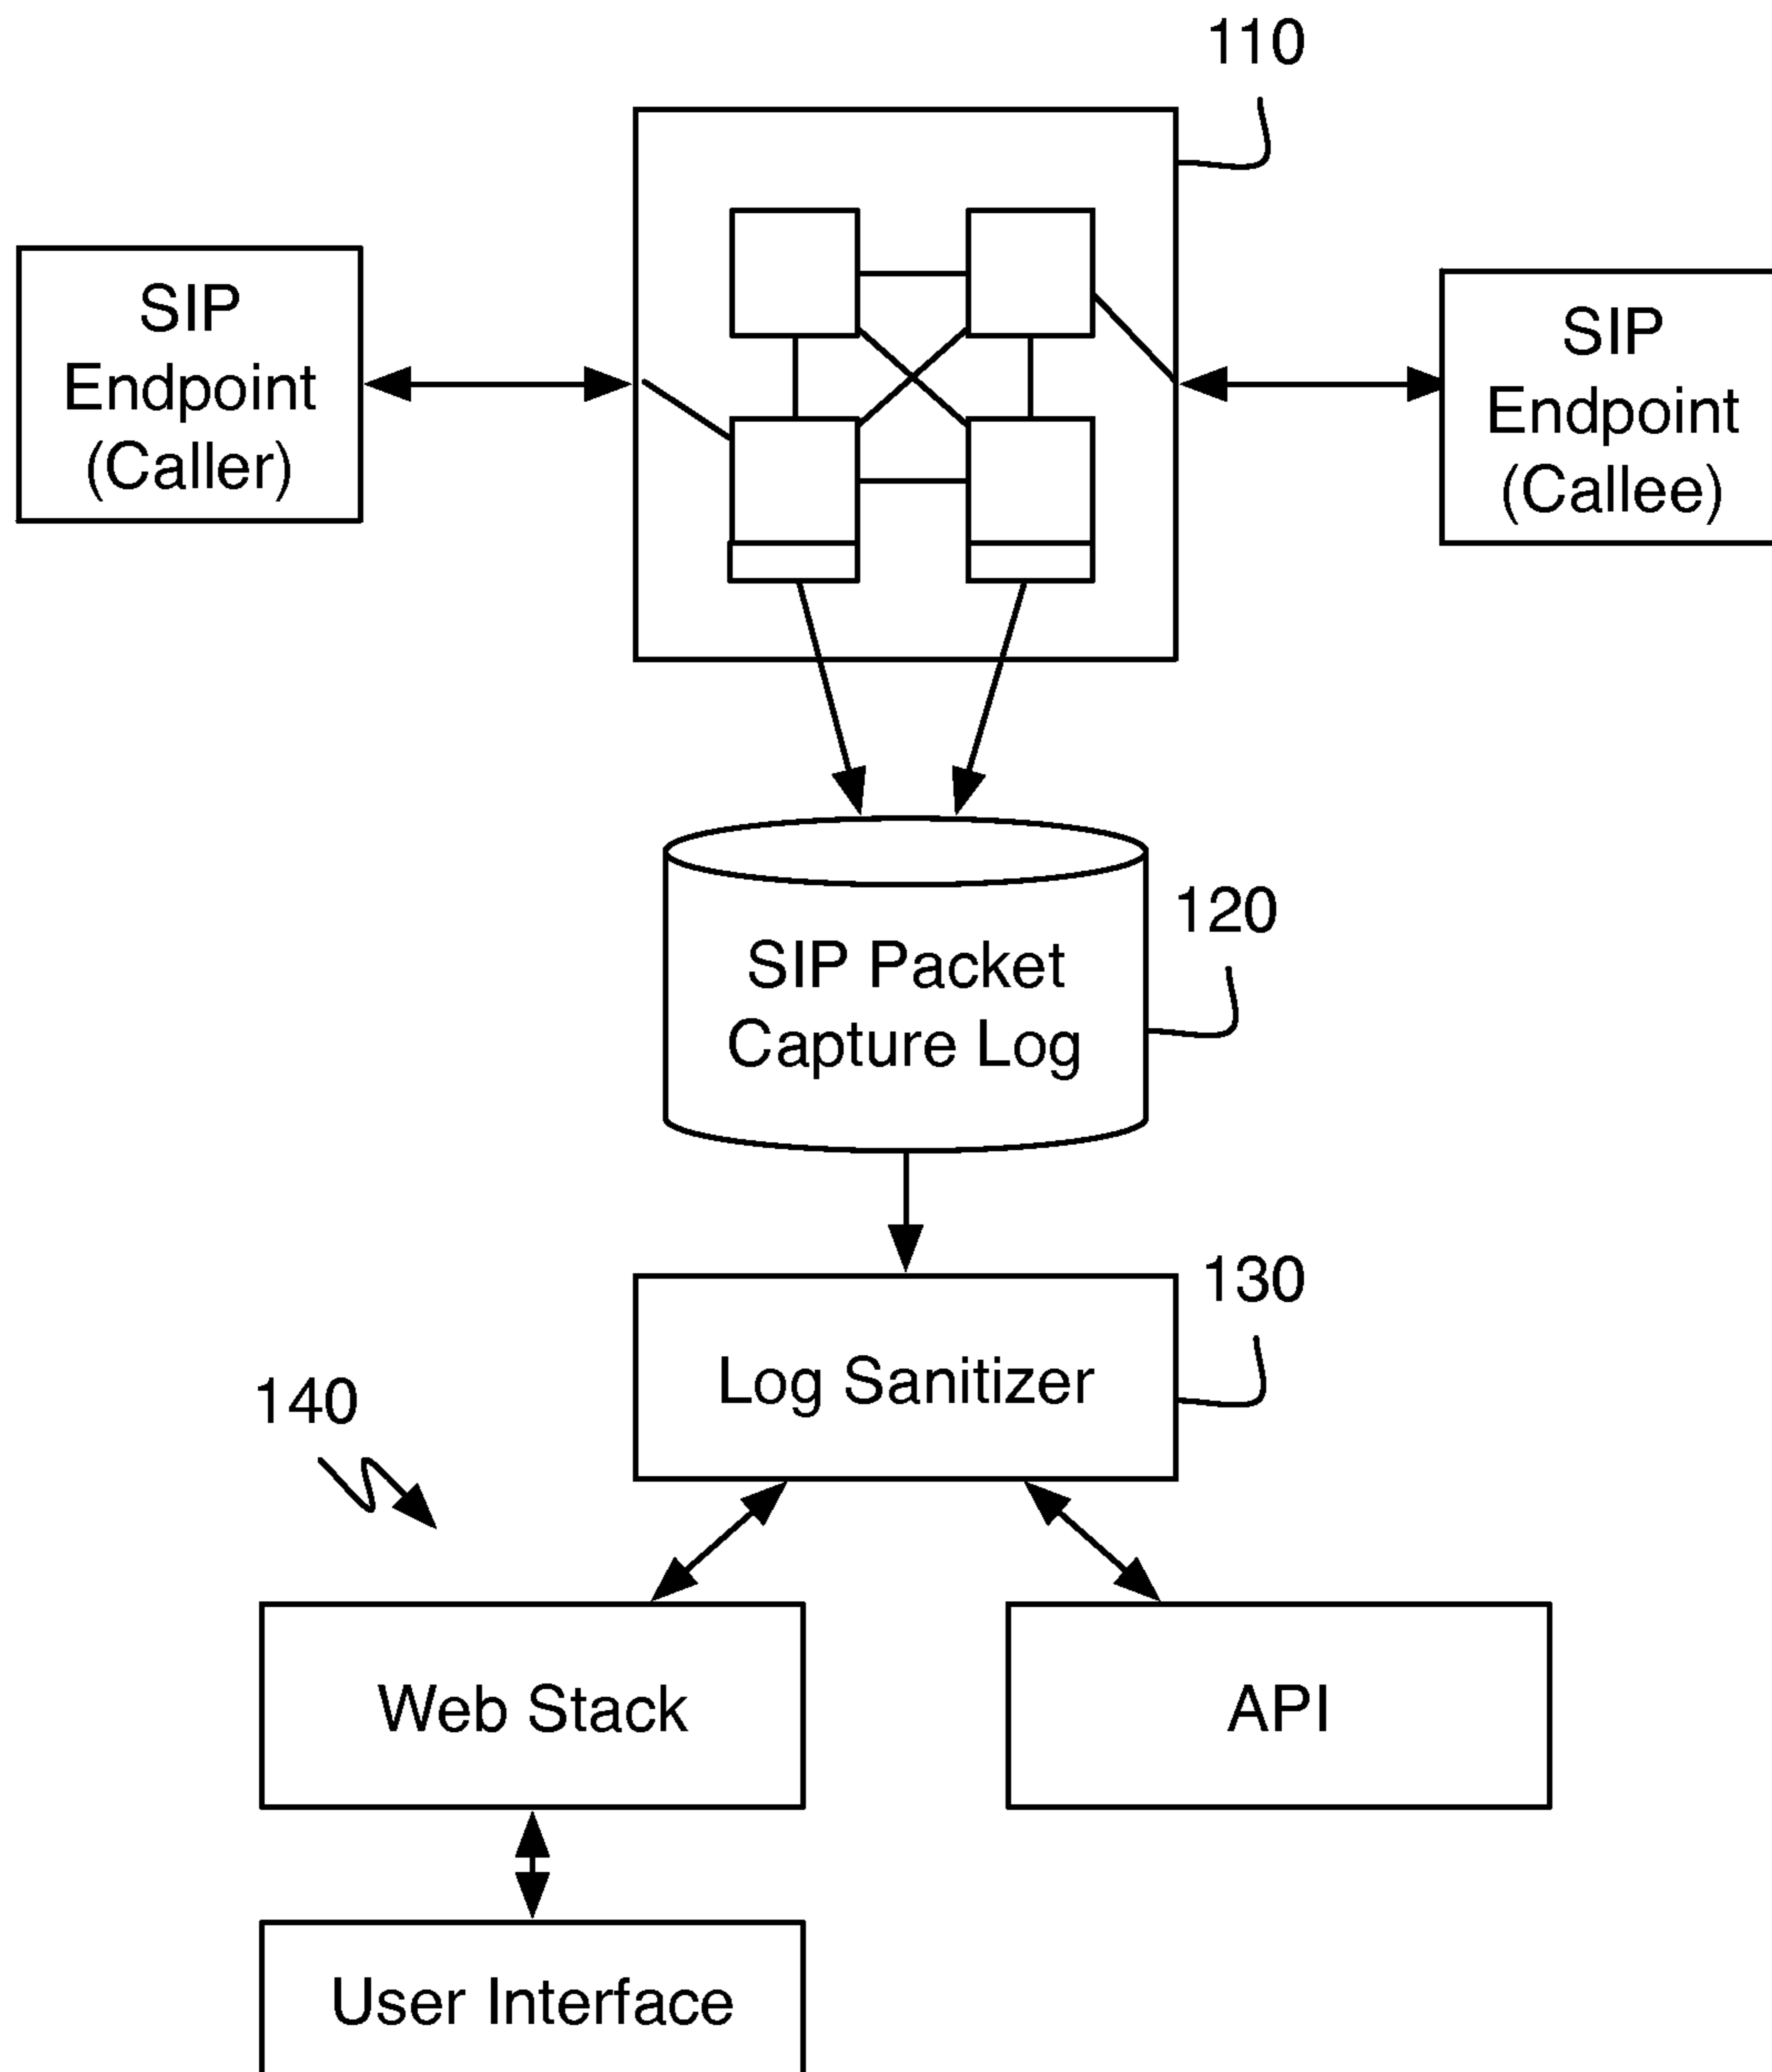 110
SIP
Endpoint
(Caller)
SIP
Endpoint
(Callee)
120
SIP Packet
Capture Log
130
Log Sanitizer
140
Web Stack
API
User Interface